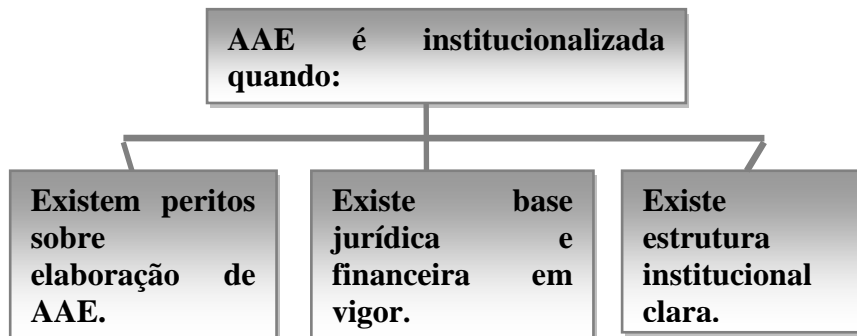 AAE é institucionalizada
quando:
Existem peritos
sobre
elaboração de
AAE.
Existe base
jurídica e
financeira em
vigor.
Existe
estrutura
institucional
clara.